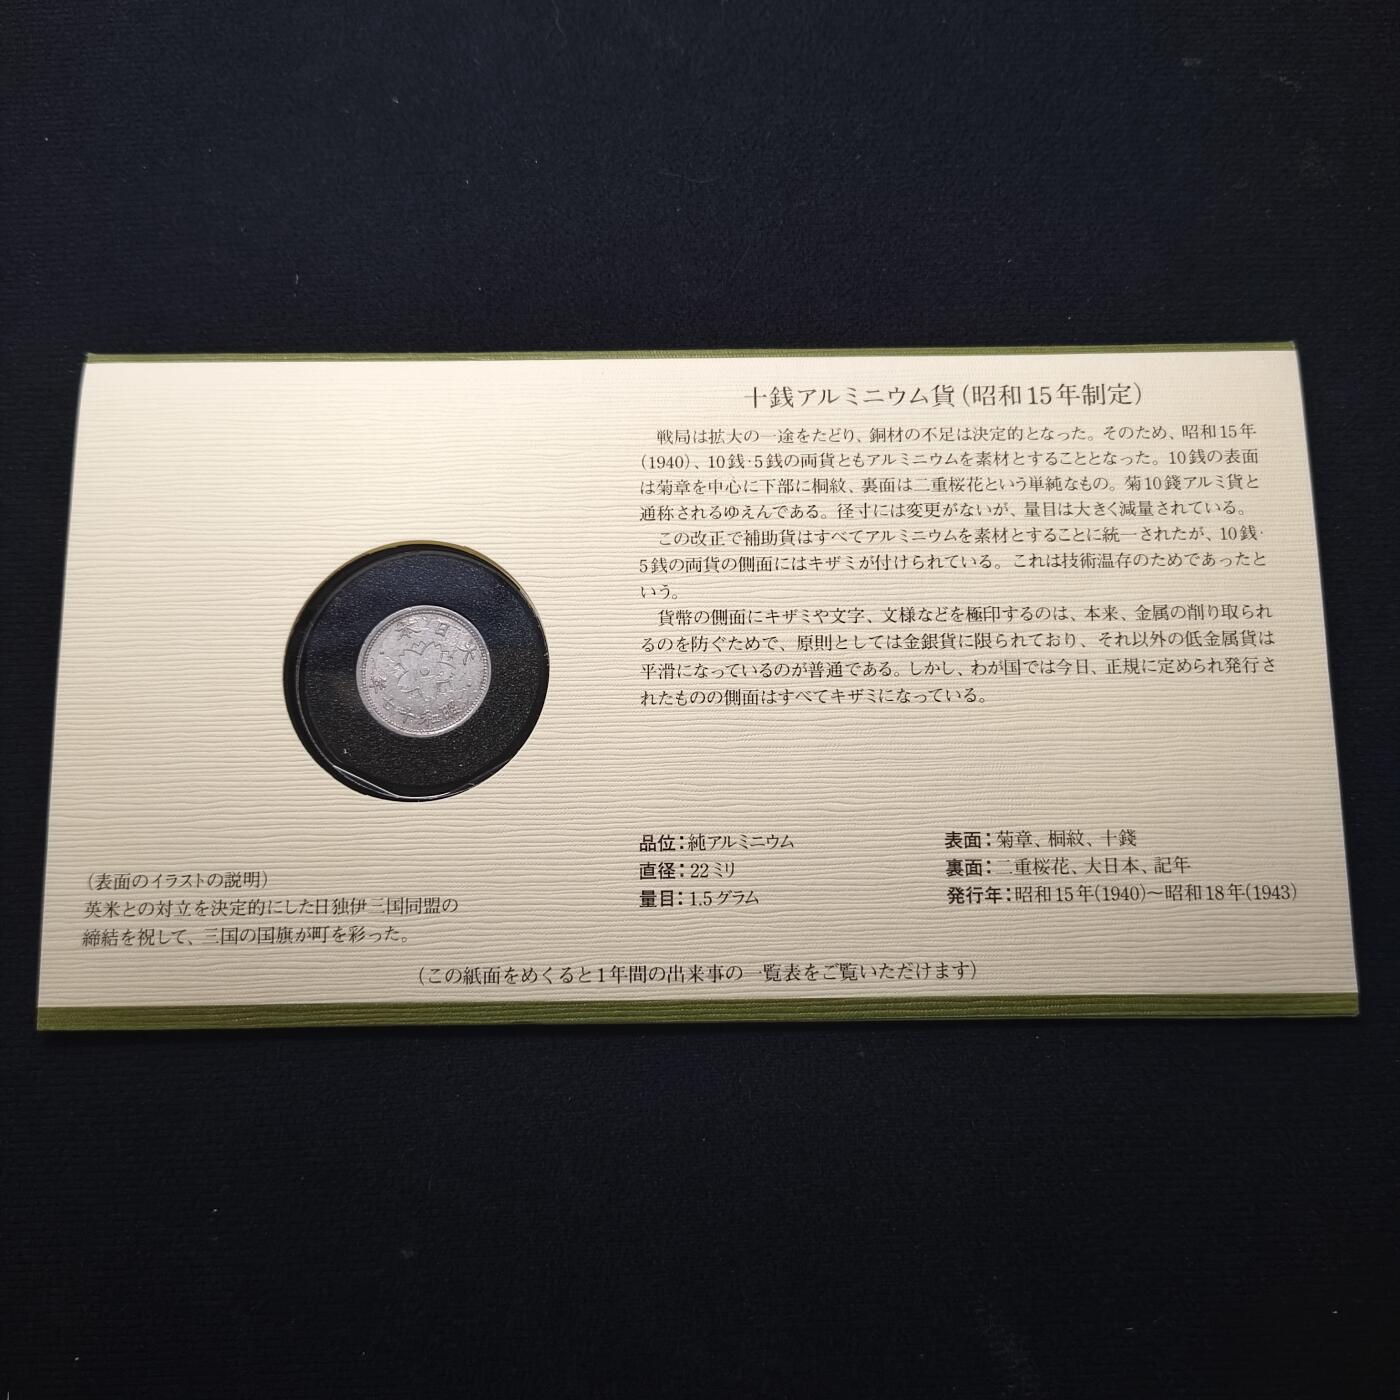 十銭アルミニウム貨(昭和15年制定)
戦局は拡大の一途をたどり、銅材の不足は決定的となった。そのため、昭和15年
(1940)、10銭・5銭の両貨ともアルミニウムを素材とすることとなった。10銭の表面
は菊章を中心に下部に桐紋、裏面は二重桜花という単純なもの。菊10錢アルミ貨と
通称されるゆえんである。径寸には変更がないが、量目は大きく減量されている。
この改正で補助貨はすべてアルミニウムを素材とすることに統一されたが、10銭・
5銭の両貨の側面にはキザミが付けられている。これは技術温存のためであったと
いう。
貨幣の側面にキザミや文字、文様などを極印するのは、本来、金属の削り取られ
るのを防ぐためで、原則としては金銀貨に限られており、それ以外の低金属貨は
平滑になっているのが普通である。しかし、わが国では今日、正規に定められ発行さ
れたものの側面はすべてキザミになっている。
大日本
昭和十七年
品位:純アルミニウム
直径:22ミリ
量目:1.5グラム
表面:菊章、桐紋、十錢
裏面:二重桜花、大日本、記年
発行年:昭和15年(1940)〜昭和18年(1943)
(表面のイラストの説明)
英米との対立を決定的にした日独伊三国同盟の
締結を祝して、三国の国旗が町を彩った。
(この紙面をめくると1年間の出来事の一覧表をご覧いただけます)